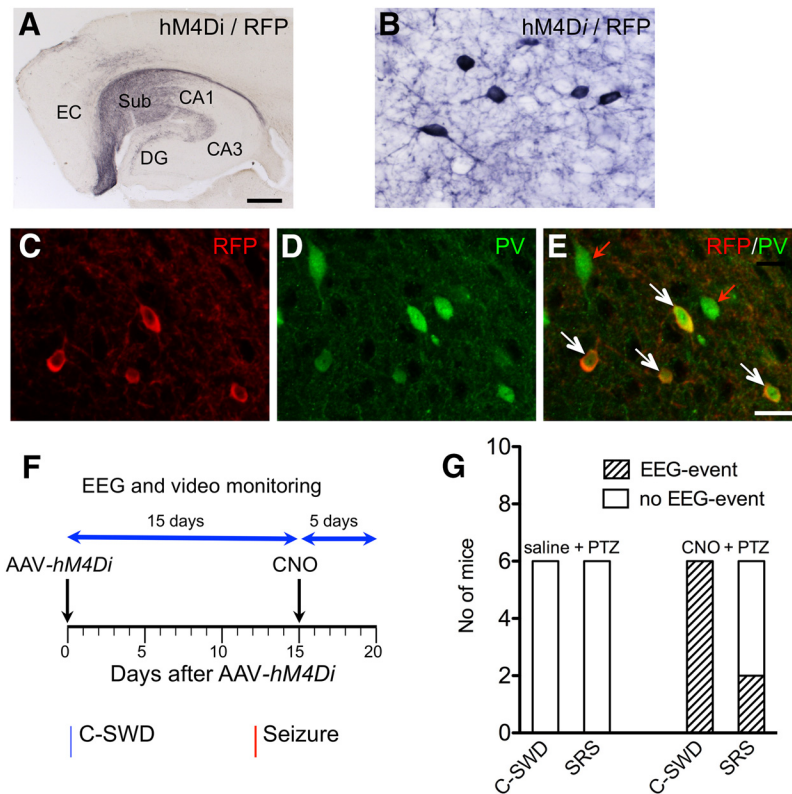 A
hM4Di / RFP
EC
Sub
CA1
DG
CA3
B
hM4Di / RFP
C
RFP
D
PV
E
RFP/PV
F
EEG and video monitoring
15 days
5 days
AAV-hM4Di
CNO
0 5 10 15 20
Days after AAV-hM4Di
C-SWD
Seizure
G
10
8
6
4
2
0
No of mice
EEG-event
no EEG-event
saline + PTZ
CNO + PTZ
C-SWD
SRS
C-SWD
SRS